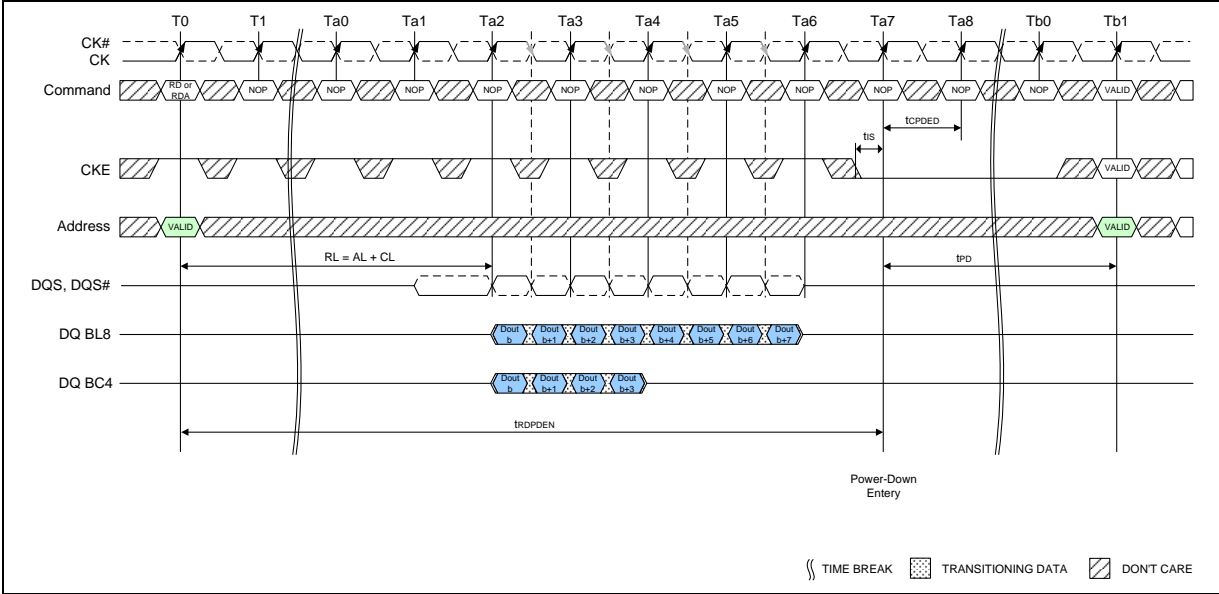 T0 T1 Ta0 Ta1 Ta2 Ta3 Ta4 Ta5 Ta6 Ta7 Ta8 Tb0 Tb1
CK#
CK
Command
RD or
RDA
NOP NOP NOP NOP NOP NOP NOP NOP NOP NOP NOP VALID
tCPDED
tIS
CKE
VALID
Address
VALID VALID
RL = AL + CL
tPD
DQS, DQS#
DQ BL8
Dout Dout Dout Dout Dout Dout Dout Dout
b b+1 b+2 b+3 b+4 b+5 b+6 b+7
DQ BC4
Dout Dout Dout Dout
b b+1 b+2 b+3
tRDPDEN
Power-Down
Entery
TIME BREAK TRANSITIONING DATA DON'T CARE